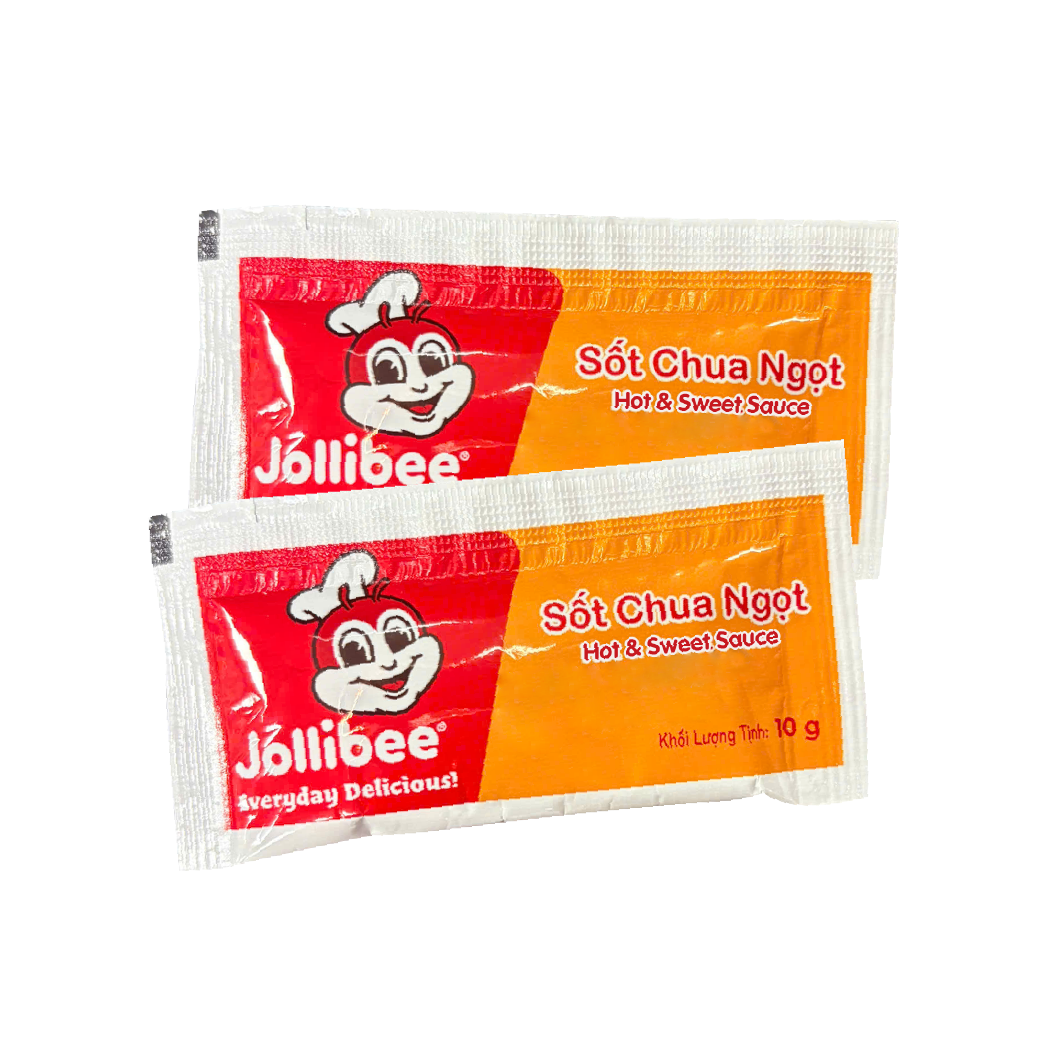 Sốt Chua Ngọt
Hot & Sweet Sauce
Jollibee®
Sốt Chua Ngọt
Hot & Sweet Sauce
Khối Lượng Tịnh: 10 g
Jollibee®
Everyday Delicious!